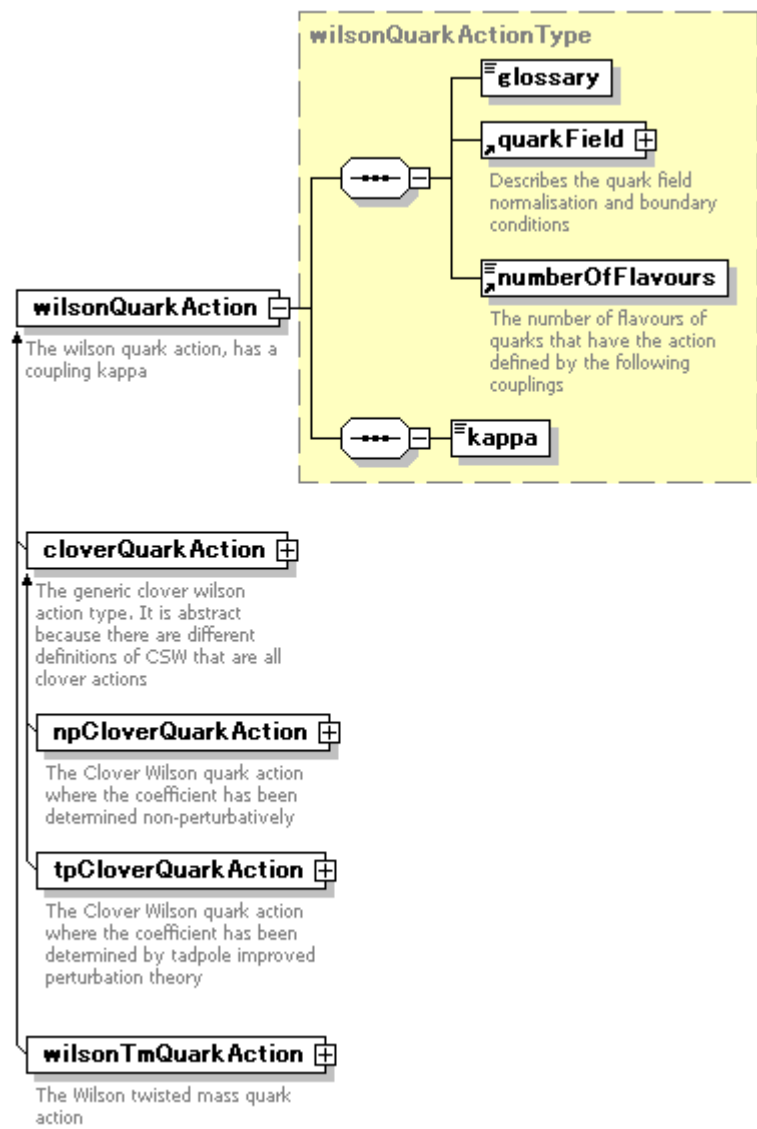 wilsonQuarkActionType
glossary
quarkField
Describes the quark field
normalisation and boundary
conditions
numberOfFlavours
The number of flavours of
quarks that have the action
defined by the following
couplings
wilsonQuarkAction
The wilson quark action, has a
coupling kappa
kappa
cloverQuarkAction
The generic clover wilson
action type. It is abstract
because there are different
definitions of CSW that are all
clover actions
npCloverQuarkAction
The Clover Wilson quark action
where the coefficient has been
determined non-perturbatively
tpCloverQuarkAction
The Clover Wilson quark action
where the coefficient has been
determined by tadpole improved
perturbation theory
wilsonTmQuarkAction
The Wilson twisted mass quark
action